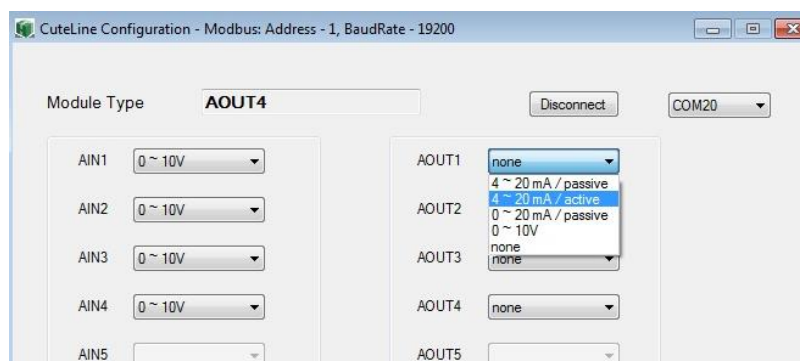 CuteLine Configuration - Modbus: Address - 1, BaudRate - 19200
Module Type AOUT4 Disconnect COM20
AIN1 0 ~ 10V AOUT1 none
4 ~ 20 mA / passive
4 ~ 20 mA / active
AIN2 0 ~ 10V AOUT2
0 ~ 20 mA / passive
0 ~ 10V
none
AIN3 0 ~ 10V AOUT3 none
AIN4 0 ~ 10V AOUT4 none
AIN5 AOUT5